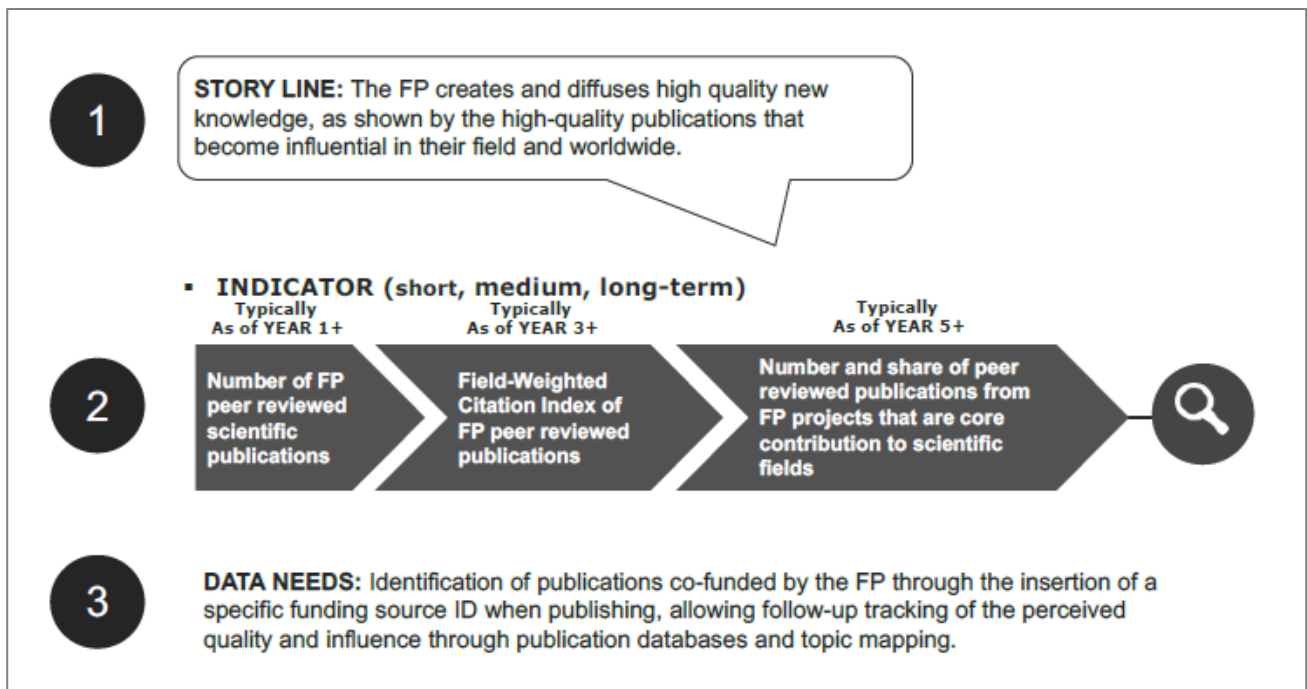 1
STORY LINE: The FP creates and diffuses high quality new
knowledge, as shown by the high-quality publications that
become influential in their field and worldwide.
▪ INDICATOR (short, medium, long-term)
Typically
As of YEAR 1+
Typically
As of YEAR 3+
Typically
As of YEAR 5+
2
Number of FP
peer reviewed
scientific
publications
Field-Weighted
Citation Index of
FP peer reviewed
publications
Number and share of peer
reviewed publications from
FP projects that are core
contribution to scientific
fields
3
DATA NEEDS: Identification of publications co-funded by the FP through the insertion of a
specific funding source ID when publishing, allowing follow-up tracking of the perceived
quality and influence through publication databases and topic mapping.